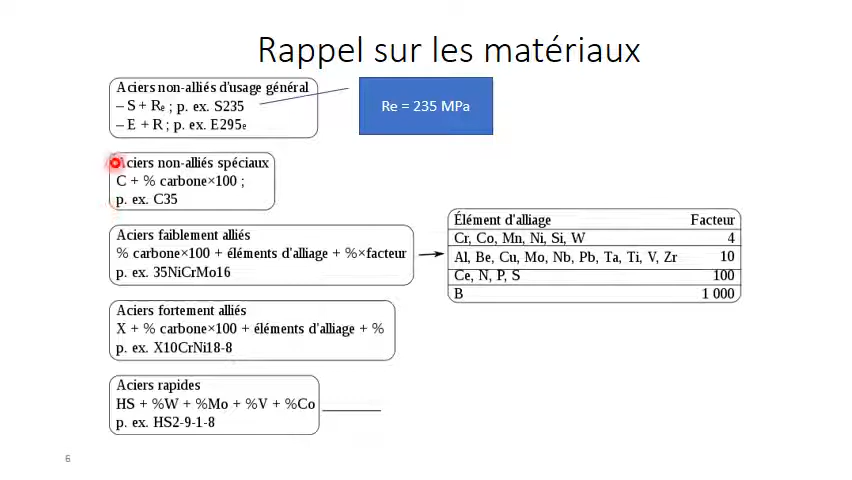 Rappel sur les matériaux
Aciers non-alliés d'usage général
– S + Re ; p. ex. S235
– E + R ; p. ex. E295e
Re = 235 MPa
Aciers non-alliés spéciaux
C + % carbone×100 ;
p. ex. C35
Aciers faiblement alliés
% carbone×100 + éléments d'alliage + %×facteur
p. ex. 35NiCrMo16
Élément d'alliage Facteur
Cr, Co, Mn, Ni, Si, W 4
Al, Be, Cu, Mo, Nb, Pb, Ta, Ti, V, Zr 10
Ce, N, P, S 100
B 1 000
Aciers fortement alliés
X + % carbone×100 + éléments d'alliage + %
p. ex. X10CrNi18-8
Aciers rapides
HS + %W + %Mo + %V + %Co
p. ex. HS2-9-1-8
6